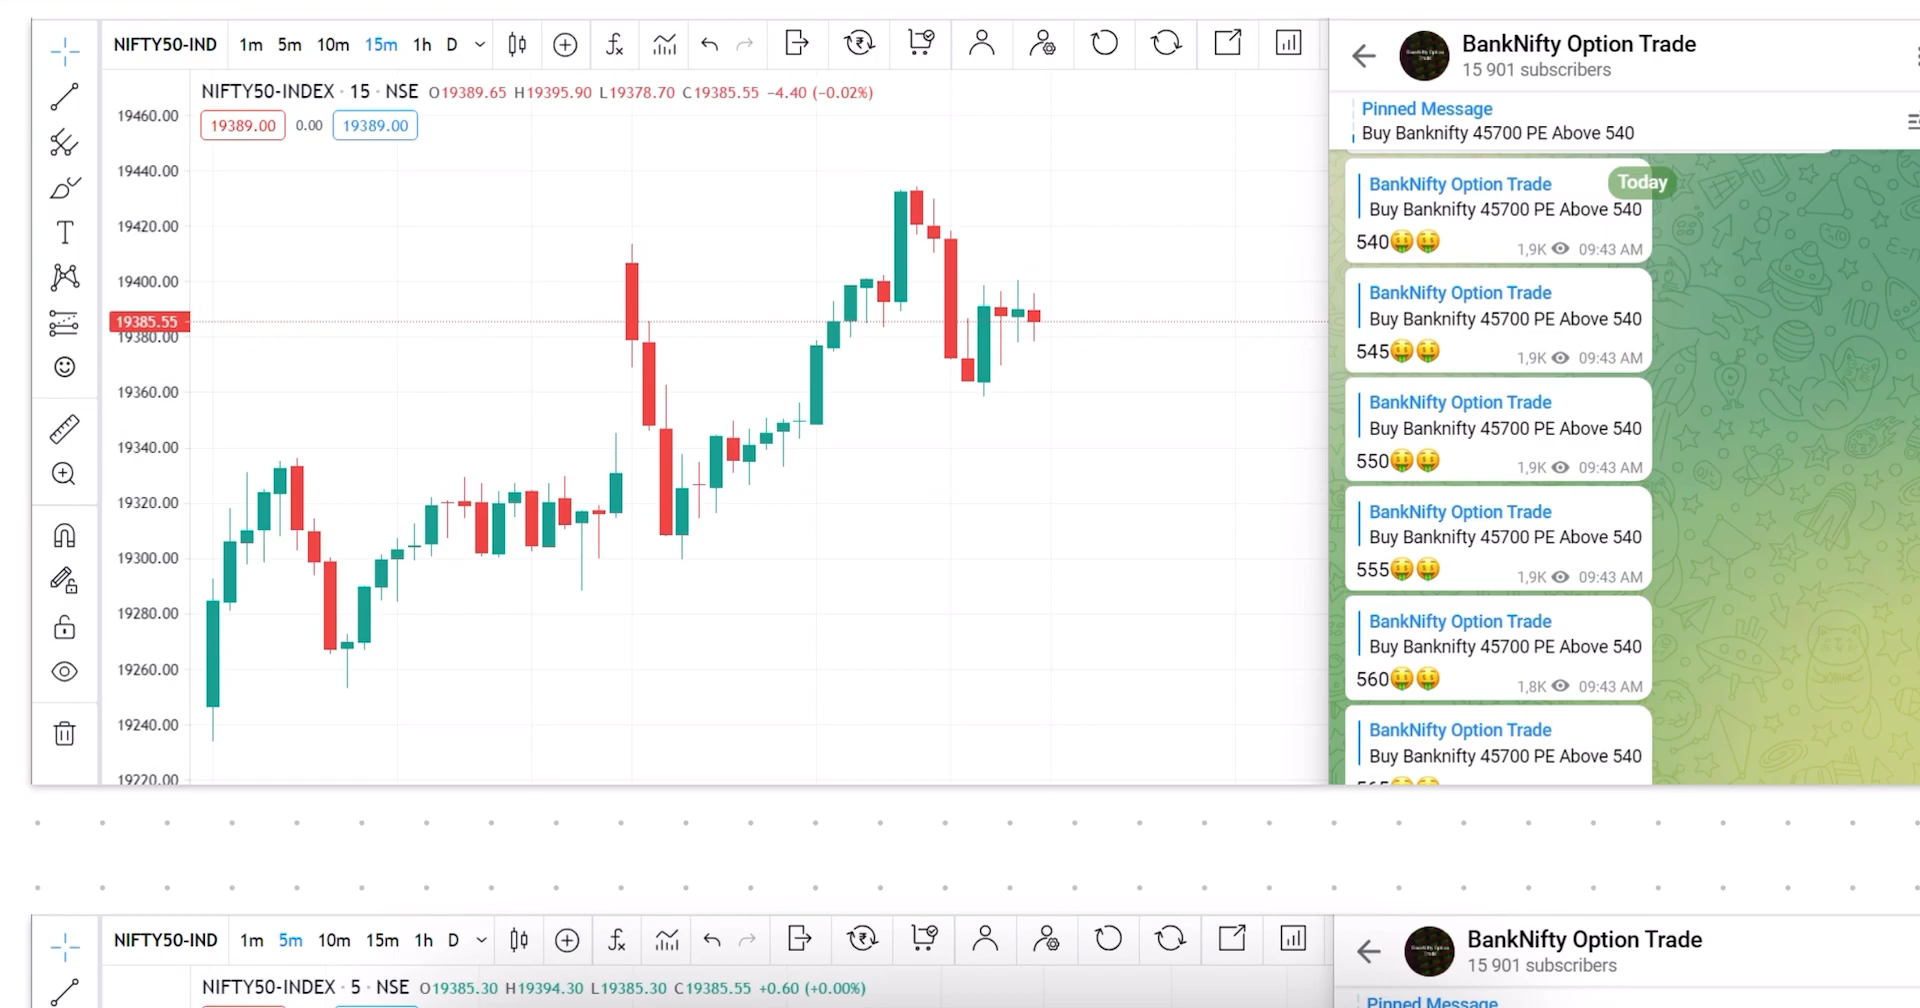 NIFTY50-IND 1m 5m 10m 15m 1h D
NIFTY50-INDEX · 15 · NSE O19389.65 H19395.90 L19378.70 C19385.55 −4.40 (−0.02%)
19389.00 0.00 19389.00
19460.00
19440.00
19420.00
19400.00
19385.55
19380.00
19360.00
19340.00
19320.00
19300.00
19280.00
19260.00
19240.00
19220.00
BankNifty Option Trade
15 901 subscribers
Pinned Message
Buy Banknifty 45700 PE Above 540
Today
BankNifty Option Trade
Buy Banknifty 45700 PE Above 540
540🤑🤑 1,9K 09:43 AM
BankNifty Option Trade
Buy Banknifty 45700 PE Above 540
545🤑🤑 1,9K 09:43 AM
BankNifty Option Trade
Buy Banknifty 45700 PE Above 540
550🤑🤑 1,9K 09:43 AM
BankNifty Option Trade
Buy Banknifty 45700 PE Above 540
555🤑🤑 1,9K 09:43 AM
BankNifty Option Trade
Buy Banknifty 45700 PE Above 540
560🤑🤑 1,8K 09:43 AM
BankNifty Option Trade
Buy Banknifty 45700 PE Above 540
NIFTY50-IND 1m 5m 10m 15m 1h D
NIFTY50-INDEX · 5 · NSE O19385.30 H19394.30 L19385.30 C19385.55 +0.60 (+0.00%)
BankNifty Option Trade
15 901 subscribers
Pinned Message